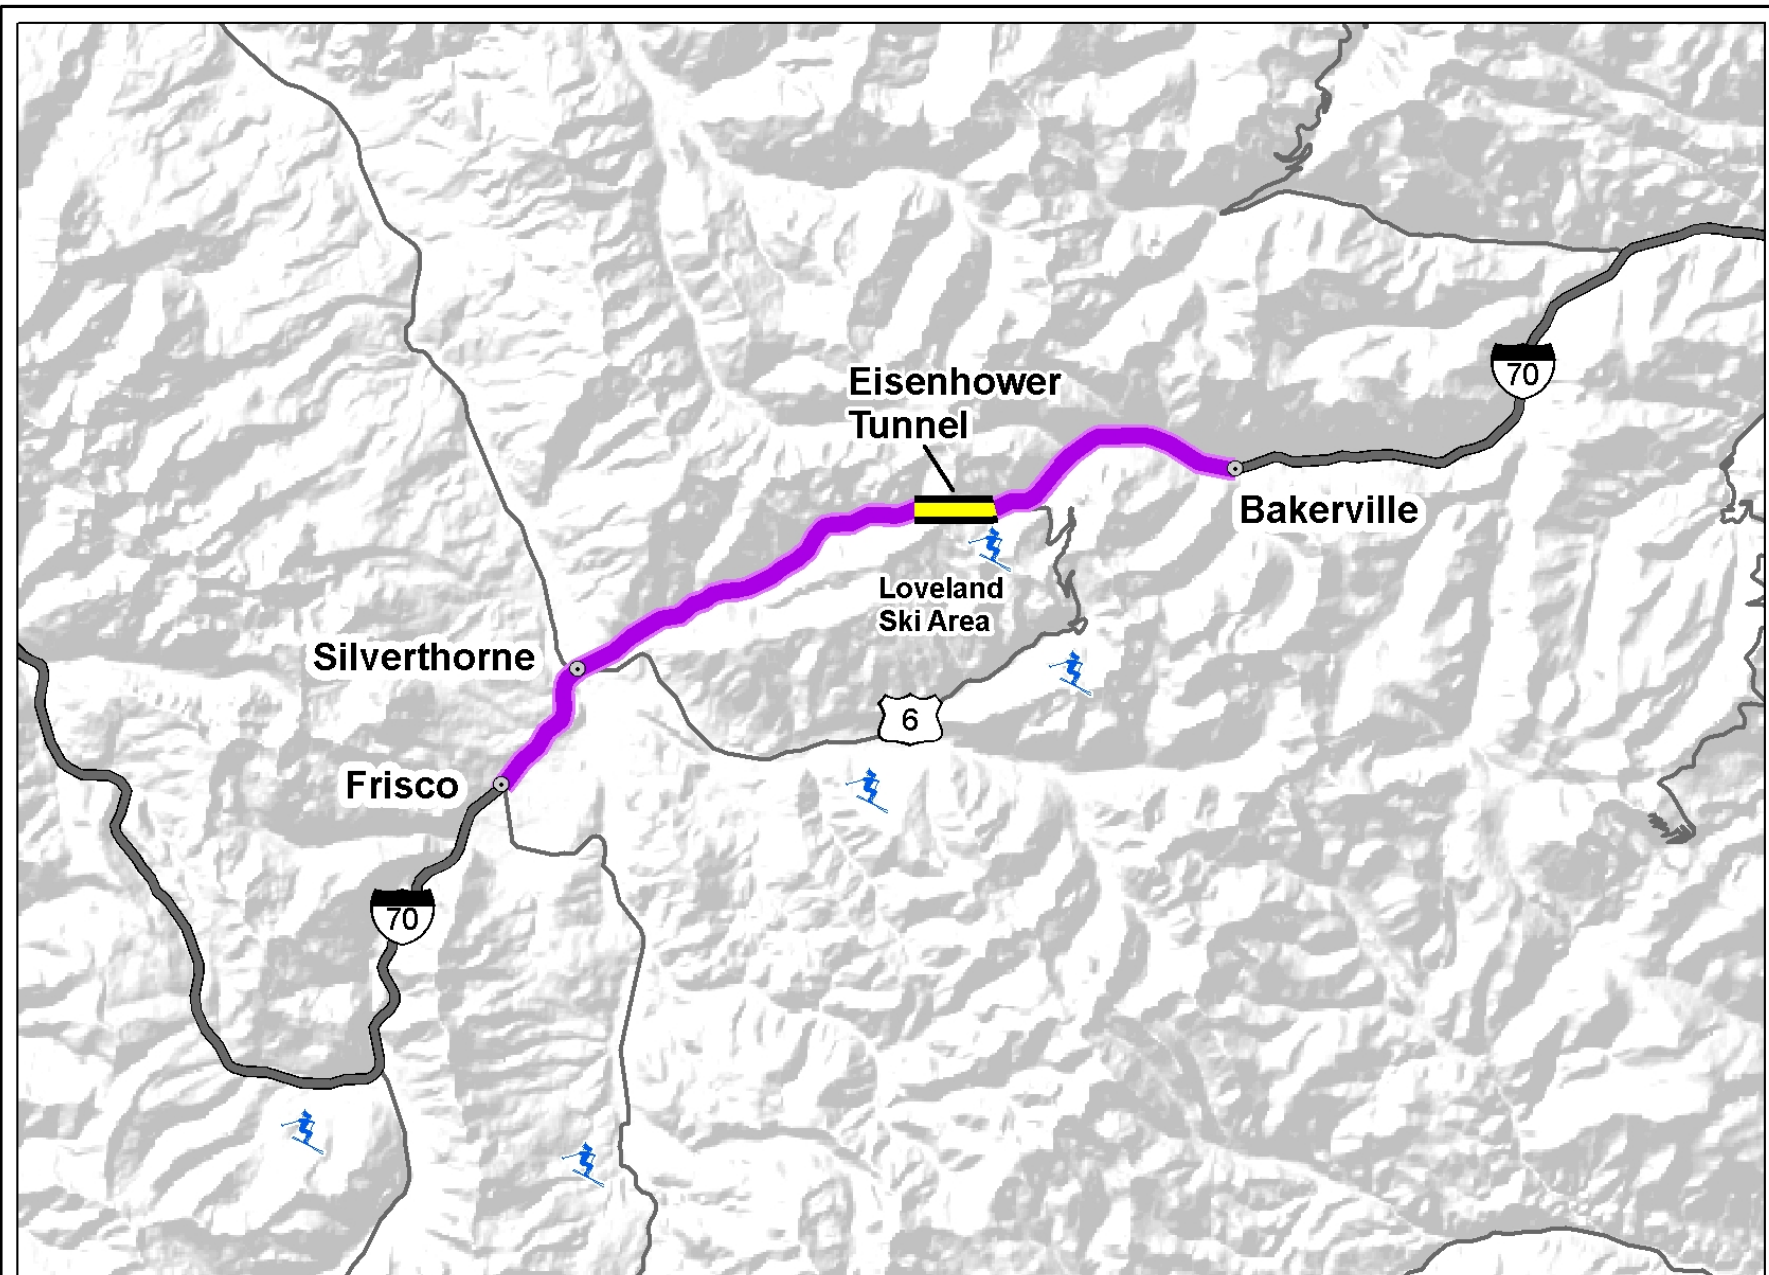 70
Eisenhower
Tunnel
Bakerville
Loveland
Ski Area
Silverthorne
6
Frisco
70